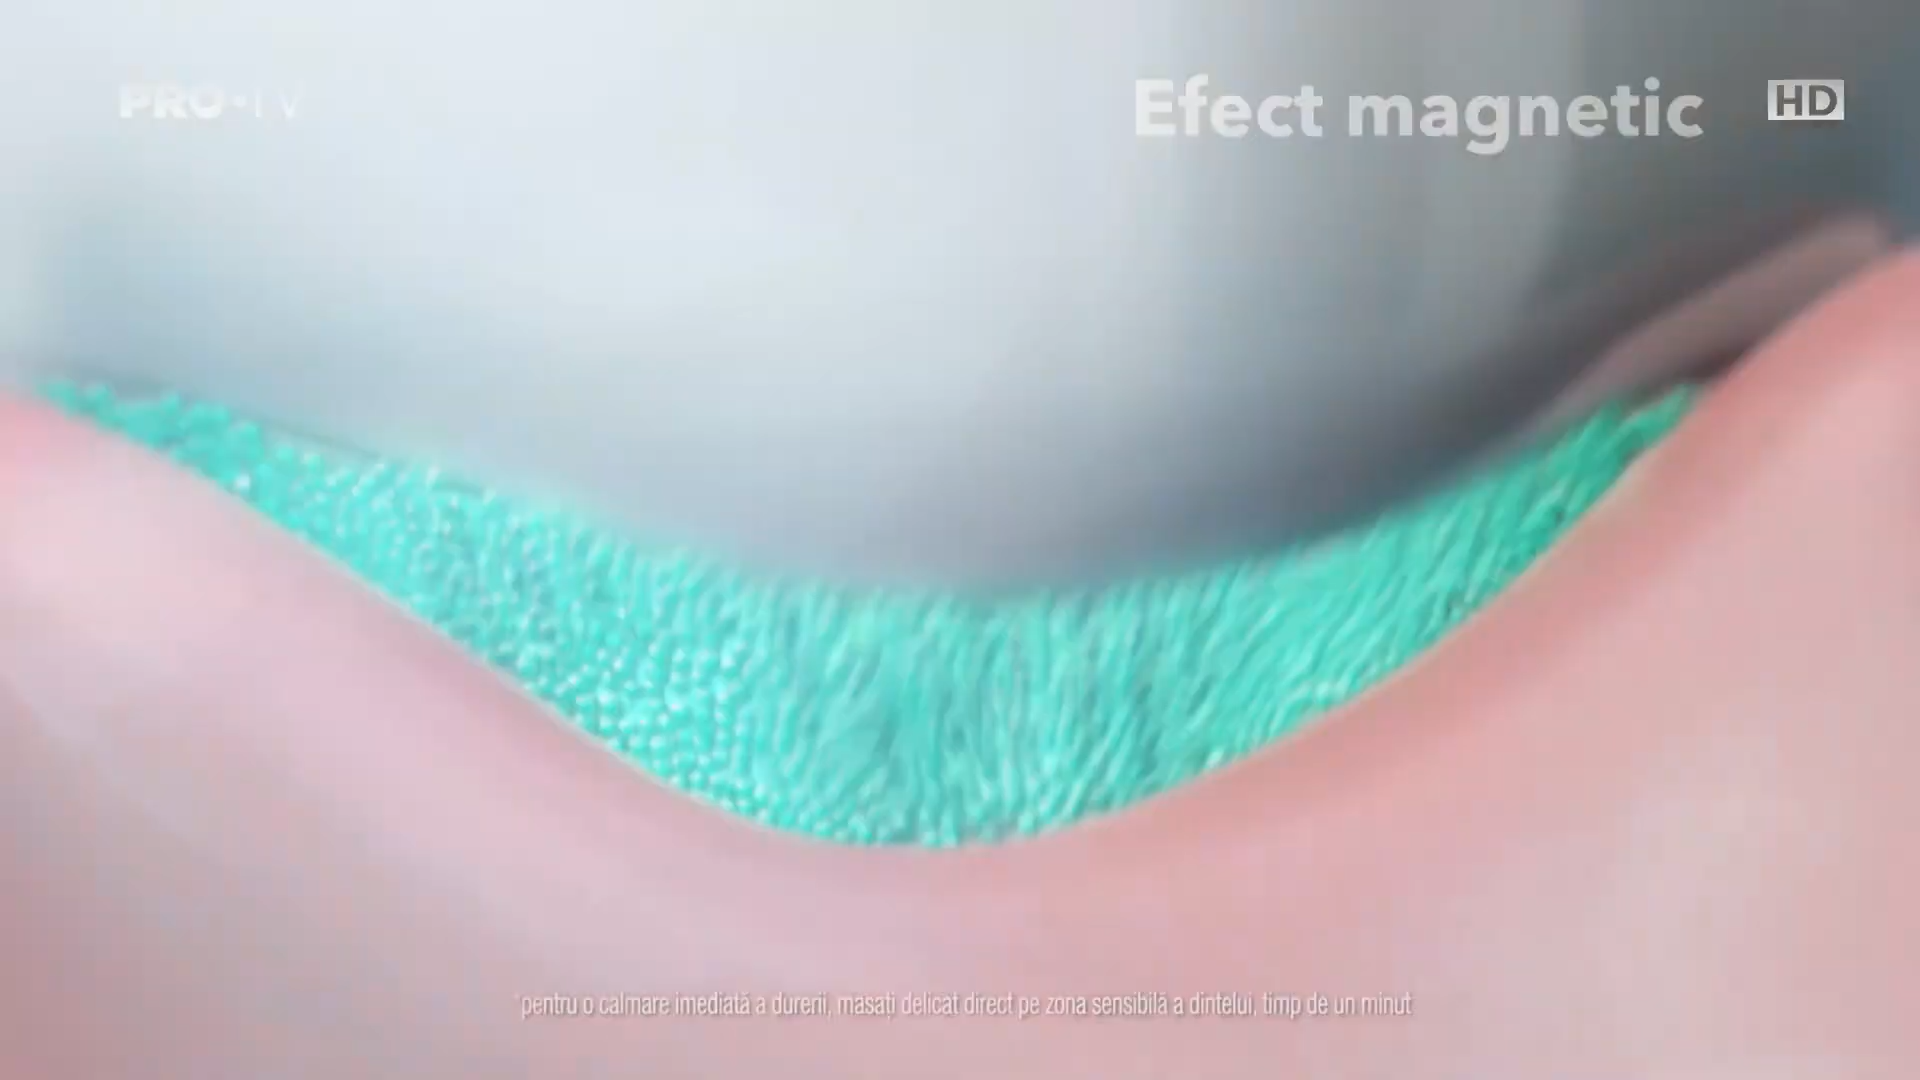 PRO•TV
Efect magnetic
HD
*pentru o calmare imediată a durerii, masați delicat direct pe zona sensibilă a dintelui, timp de un minut